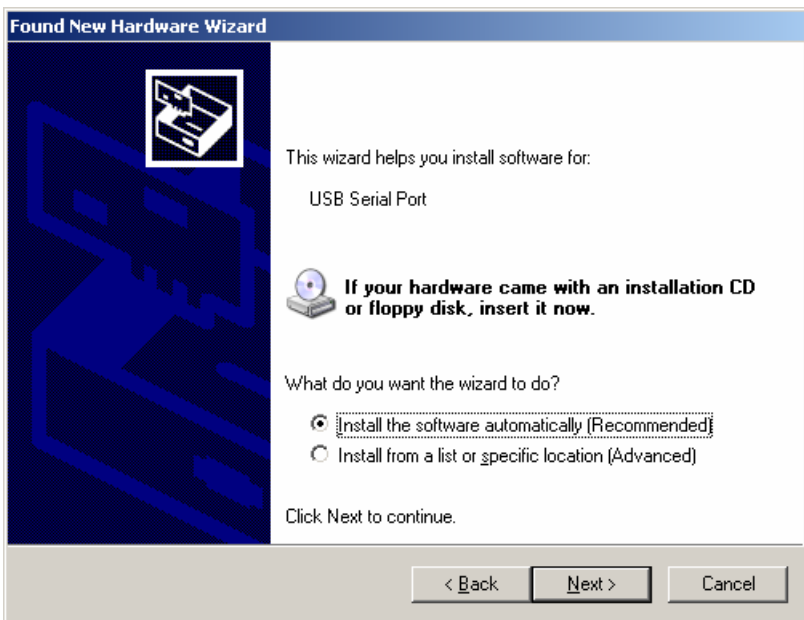 Found New Hardware Wizard
This wizard helps you install software for:
USB Serial Port
If your hardware came with an installation CD
or floppy disk, insert it now.
What do you want the wizard to do?
Install the software automatically (Recommended)
Install from a list or specific location (Advanced)
Click Next to continue.
< Back
Next >
Cancel